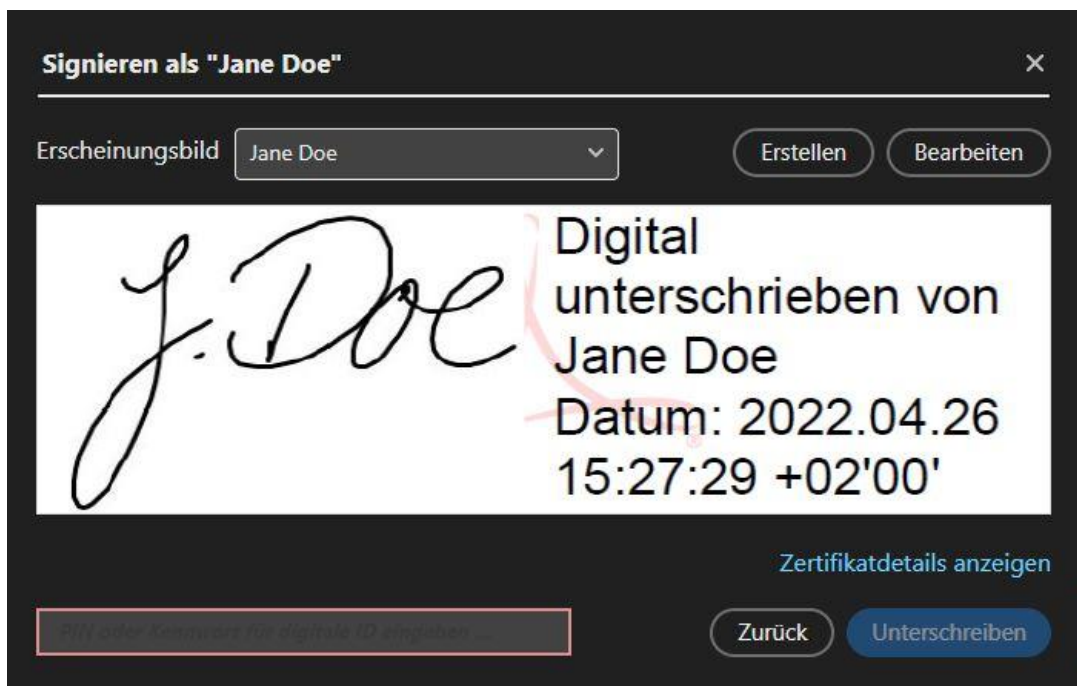 Signieren als "Jane Doe"
Erscheinungsbild Jane Doe Erstellen Bearbeiten
J. Doe
Digital
unterschrieben von
Jane Doe
Datum: 2022.04.26
15:27:29 +02'00'
Zertifikatdetails anzeigen
PIN oder Kennwort für digitale ID eingeben ... Zurück Unterschreiben